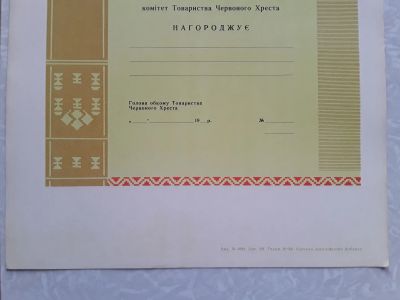 комітет Товариства Червоного Хреста
НАГОРОДЖУЄ
Голова обкому Товариства
Червоного Хреста
„ ” 19 р. №